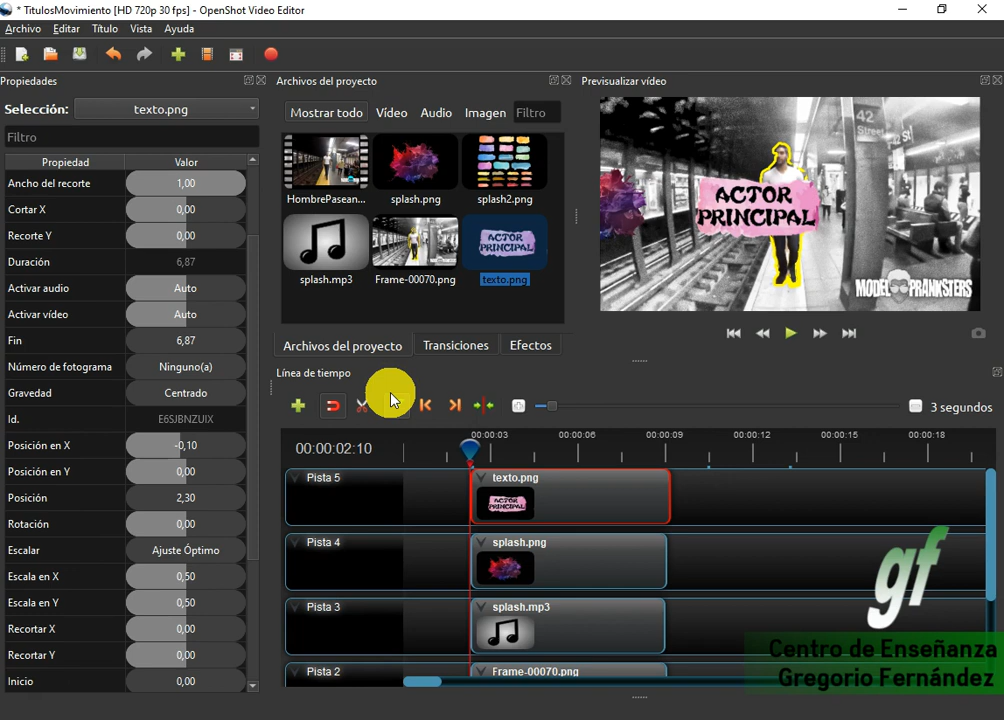 * TitulosMovimiento [HD 720p 30 fps] - OpenShot Video Editor
Archivo Editar Título Vista Ayuda
Propiedades
Selección: texto.png
Filtro
Propiedad Valor
Ancho del recorte 1,00
Cortar X 0,00
Recorte Y 0,00
Duración 6,87
Activar audio Auto
Activar vídeo Auto
Fin 6,87
Número de fotograma Ninguno(a)
Gravedad Centrado
Id. E6SJBNZUIX
Posición en X -0,10
Posición en Y 0,00
Posición 2,30
Rotación 0,00
Escalar Ajuste Óptimo
Escala en X 0,50
Escala en Y 0,50
Recortar X 0,00
Recortar Y 0,00
Inicio 0,00
Archivos del proyecto
Mostrar todo Vídeo Audio Imagen Filtro
HombrePasean... splash.png splash2.png
ACTOR
PRINCIPAL
splash.mp3 Frame-00070.png texto.png
Archivos del proyecto Transiciones Efectos
Previsualizar vídeo
42
Street
42 St
ACTOR
PRINCIPAL
MODEL PRANKSTERS
Línea de tiempo
3 segundos
00:00:02:10
00:00:03 00:00:06 00:00:09 00:00:12 00:00:15 00:00:18
Pista 5 texto.png
ACTOR
PRINCIPAL
Pista 4 splash.png
Pista 3 splash.mp3
Pista 2 Frame-00070.png
gf
Centro de Enseñanza
Gregorio Fernández